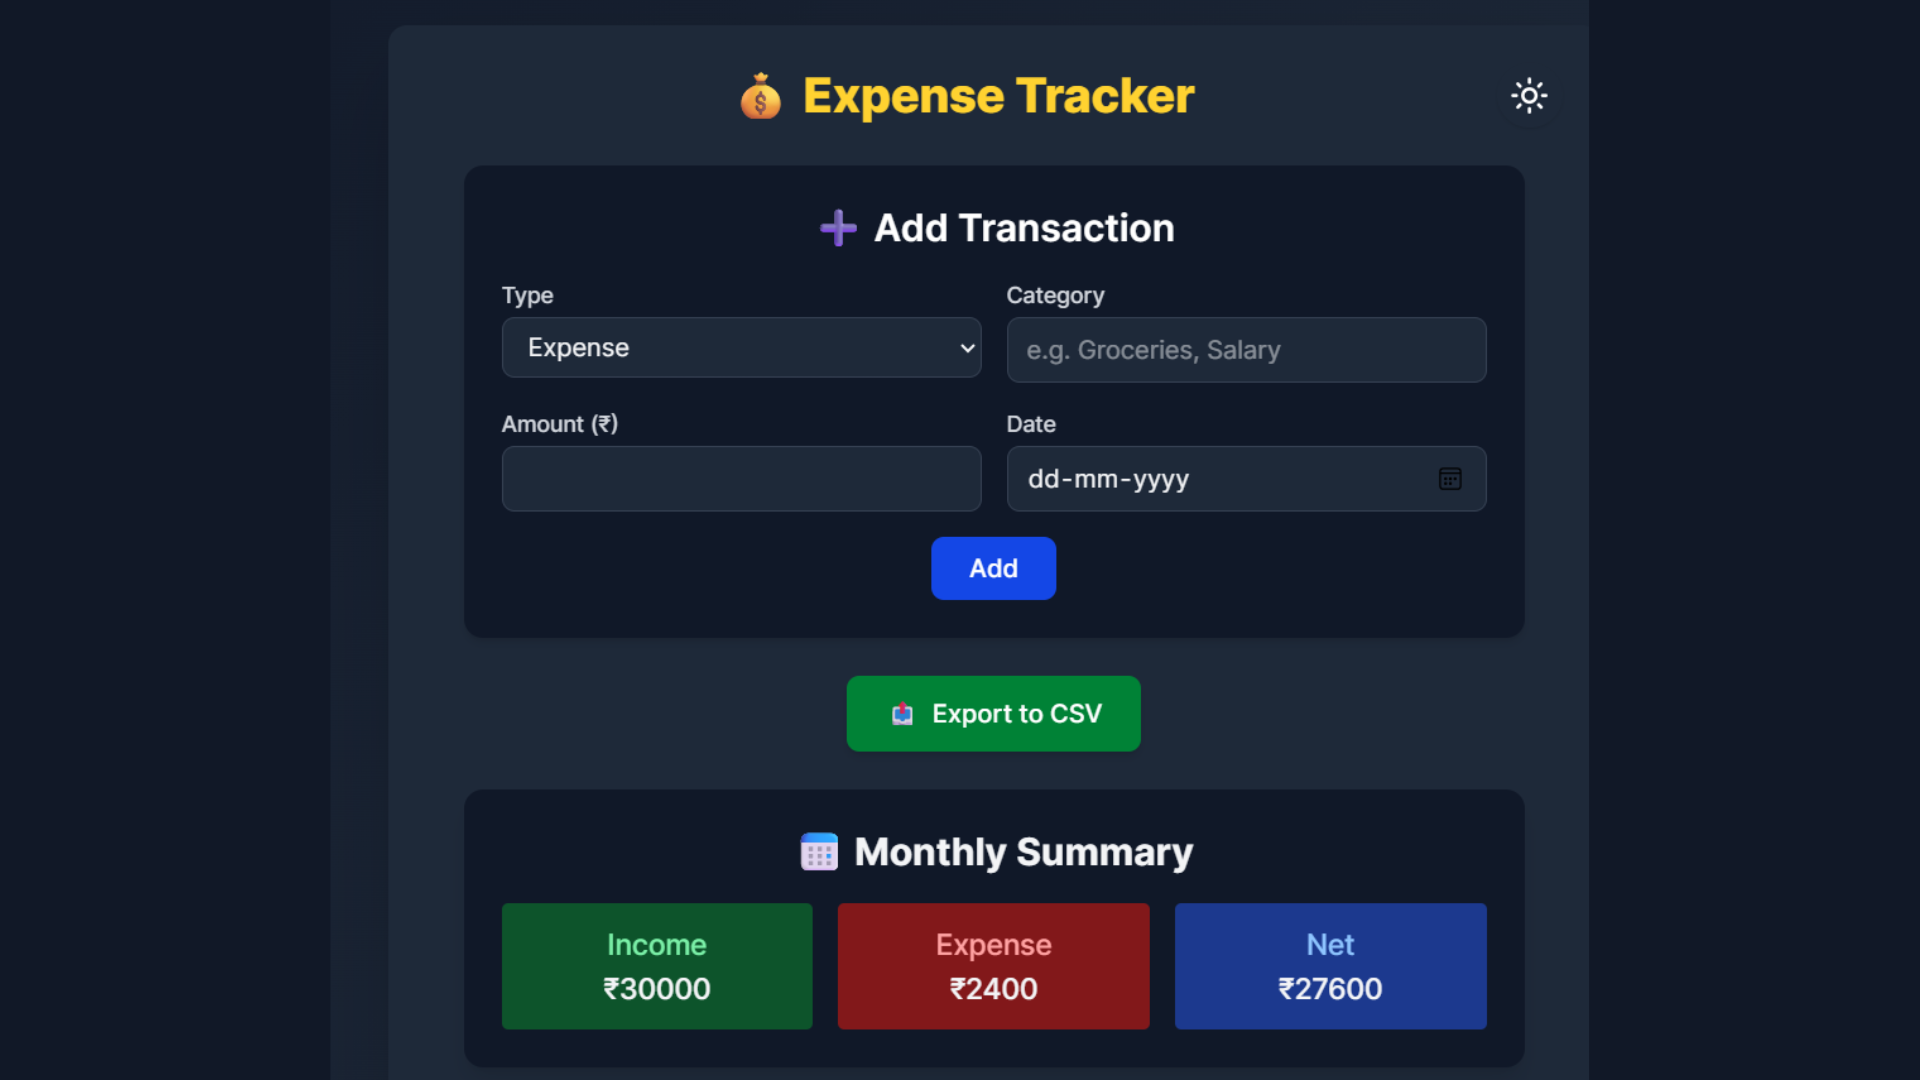 Expense Tracker
Add Transaction
Type
Category
Expense
e.g. Groceries, Salary
Amount (₹)
Date
dd-mm-yyyy
Add
Export to CSV
Monthly Summary
Income
₹30000
Expense
₹2400
Net
₹27600